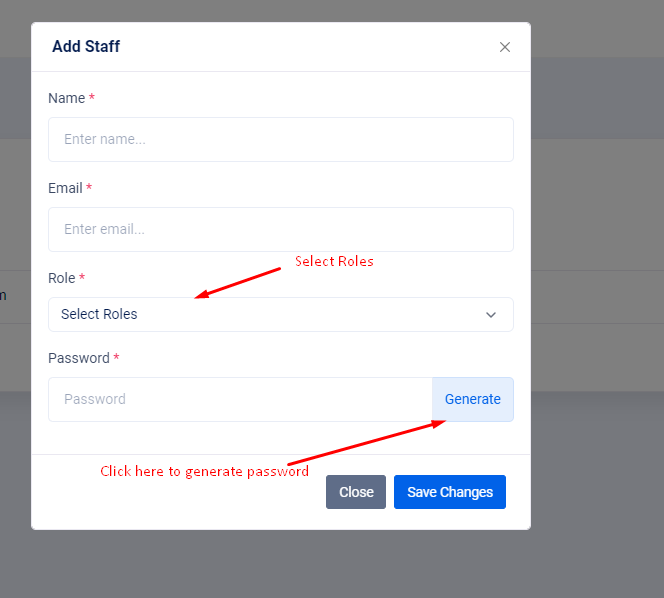 Add Staff
Name *
Enter name...
Email *
Enter email...
Select Roles
Role *
Select Roles
Password *
Password
Generate
Click here to generate password
Close
Save Changes